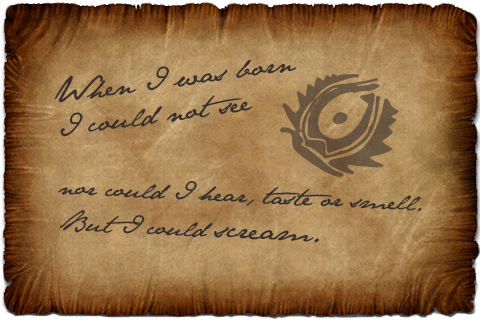 When I was born
I could not see
nor could I hear, taste or smell.
But I could scream.